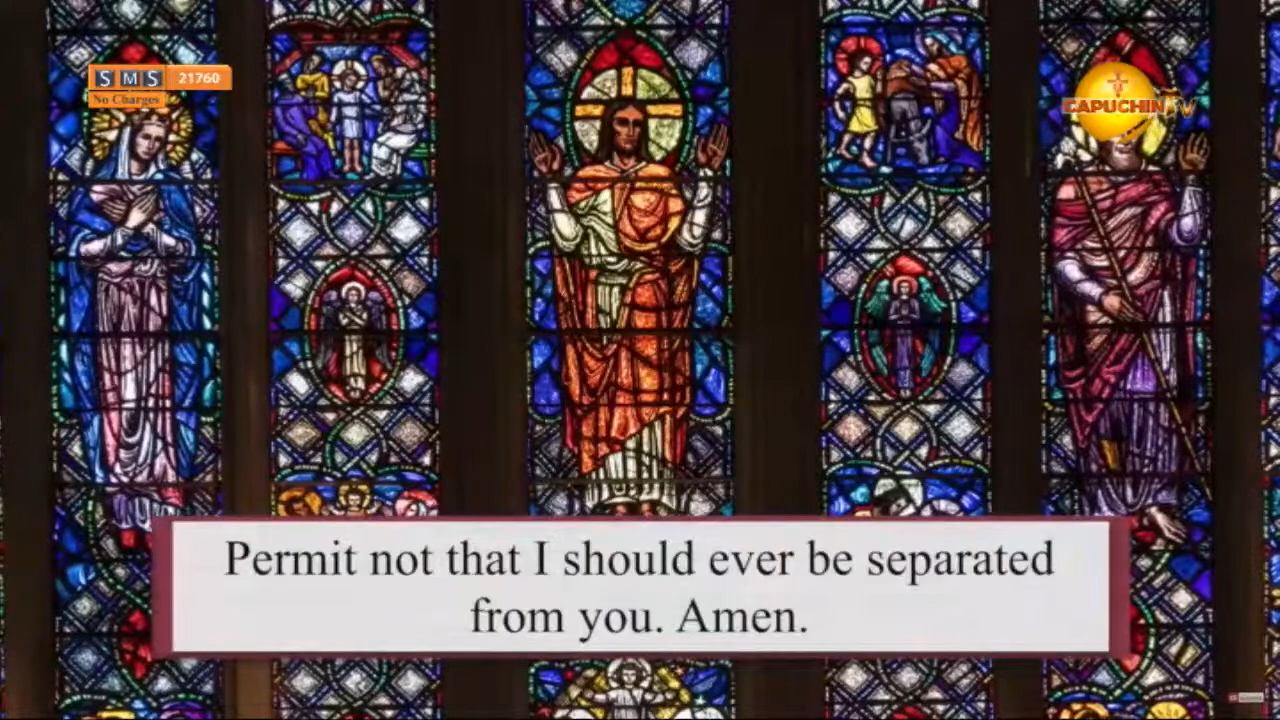 SMS 21760
No Charges
CAPUCHIN TV
Permit not that I should ever be separated
from you. Amen.